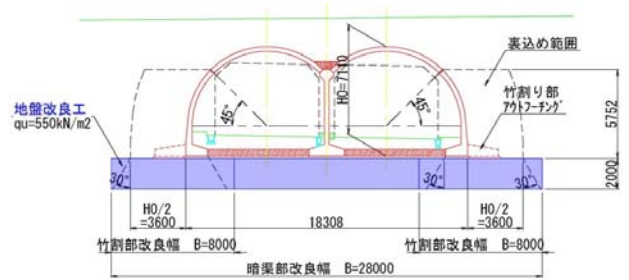 裏込め範囲
H0=7110
竹割り部
アウトフーチング
地盤改良工
qu=550kN/m2
45°
45°
5752
2000
30°
30°
30°
H0/2
=3600
18308
H0/2
=3600
竹割部改良幅 B=8000
竹割部改良幅 B=8000
暗渠部改良幅 B=28000